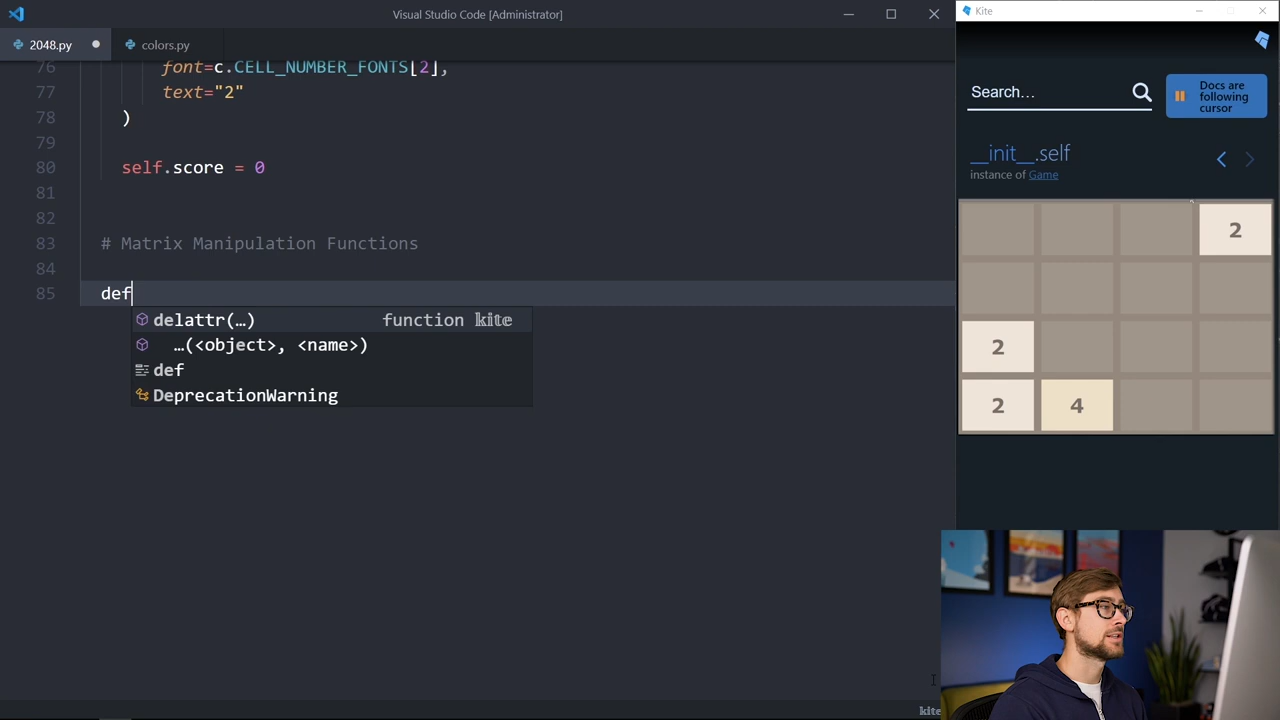 Visual Studio Code [Administrator]
2048.py
colors.py
76 font=c.CELL_NUMBER_FONTS[2],
77 text="2"
78 )
79
80 self.score = 0
81
82
83 # Matrix Manipulation Functions
84
85 def
delattr(…) function kite
…(<object>, <name>)
def
DeprecationWarning
kite
Kite
Search…
Docs are
following
cursor
__init__.self
instance of Game
2
2
2 4